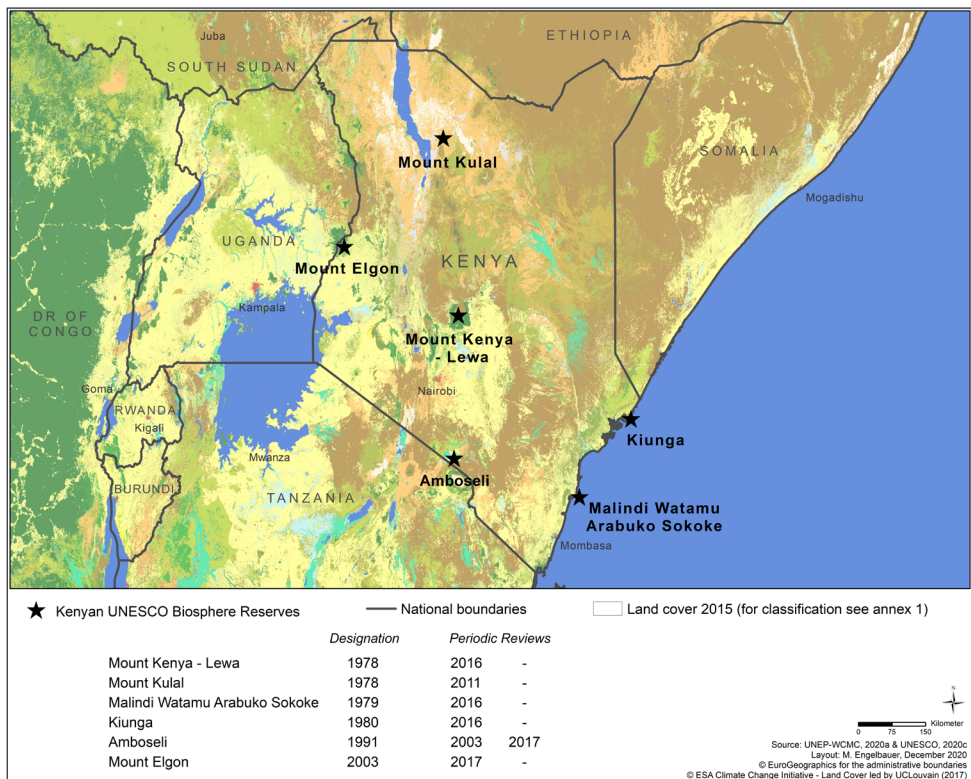 Juba
ETHIOPIA
SOUTH SUDAN
SOMALIA
Mount Kulal
Mogadishu
UGANDA
KENYA
Mount Elgon
Kampala
DR OF
CONGO
Mount Kenya
- Lewa
Goma
Nairobi
RWANDA
Kigali
Kiunga
Mwanza
Amboseli
BURUNDI
TANZANIA
Malindi Watamu
Arabuko Sokoke
Mombasa
Kenyan UNESCO Biosphere Reserves
National boundaries
Land cover 2015 (for classification see annex 1)
Designation Periodic Reviews
Mount Kenya - Lewa 1978 2016 -
Mount Kulal 1978 2011 -
Malindi Watamu Arabuko Sokoke 1979 2016 -
Kiunga 1980 2016 -
Amboseli 1991 2003 2017
Mount Elgon 2003 2017 -
N
Kilometer
0 75 150
Source: UNEP-WCMC, 2020a & UNESCO, 2020c
Layout: M. Engelbauer, December 2020
© EuroGeographics for the administrative boundaries
© ESA Climate Change Initiative - Land Cover led by UCLouvain (2017)